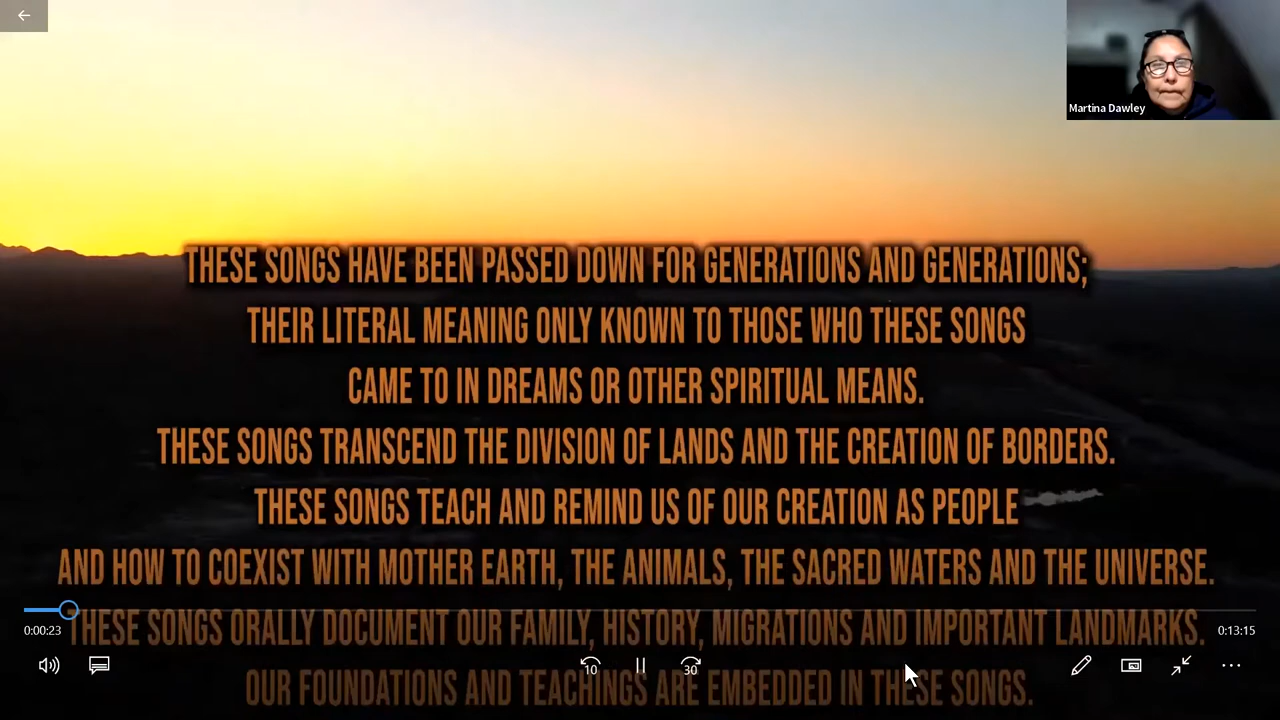 Martina Dawley
THESE SONGS HAVE BEEN PASSED DOWN FOR GENERATIONS AND GENERATIONS;
THEIR LITERAL MEANING ONLY KNOWN TO THOSE WHO THESE SONGS
CAME TO IN DREAMS OR OTHER SPIRITUAL MEANS.
THESE SONGS TRANSCEND THE DIVISION OF LANDS AND THE CREATION OF BORDERS.
THESE SONGS TEACH AND REMIND US OF OUR CREATION AS PEOPLE
AND HOW TO COEXIST WITH MOTHER EARTH, THE ANIMALS, THE SACRED WATERS AND THE UNIVERSE.
THESE SONGS ORALLY DOCUMENT OUR FAMILY, HISTORY, MIGRATIONS AND IMPORTANT LANDMARKS.
0:00:23 0:13:15
10 30
OUR FOUNDATIONS AND TEACHINGS ARE EMBEDDED IN THESE SONGS.